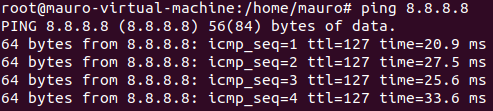 root@mauro-virtual-machine:/home/mauro# ping 8.8.8.8
PING 8.8.8.8 (8.8.8.8) 56(84) bytes of data.
64 bytes from 8.8.8.8: icmp_seq=1 ttl=127 time=20.9 ms
64 bytes from 8.8.8.8: icmp_seq=2 ttl=127 time=27.5 ms
64 bytes from 8.8.8.8: icmp_seq=3 ttl=127 time=25.6 ms
64 bytes from 8.8.8.8: icmp_seq=4 ttl=127 time=33.6 ms